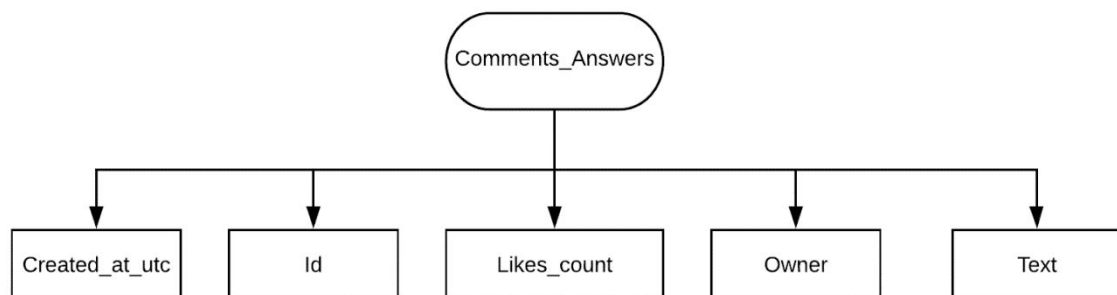 Comments_Answers
Created_at_utc
Id
Likes_count
Owner
Text